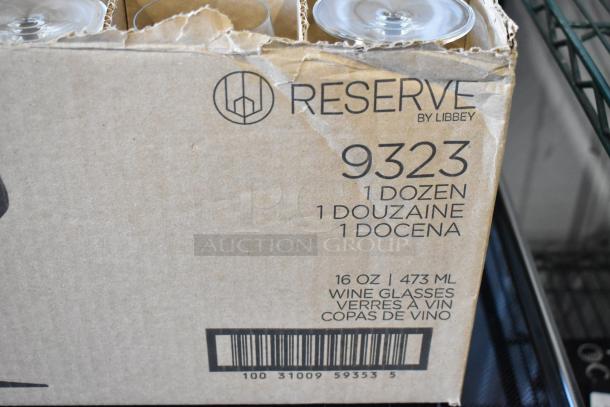 RESERVE
BY LIBBEY
9323
1 DOZEN
1 DOUZAINE
1 DOCENA
AUCTION GROUP
16 OZ | 473 ML
WINE GLASSES
VERRES À VIN
COPAS DE VINO
100 31009 59353 5